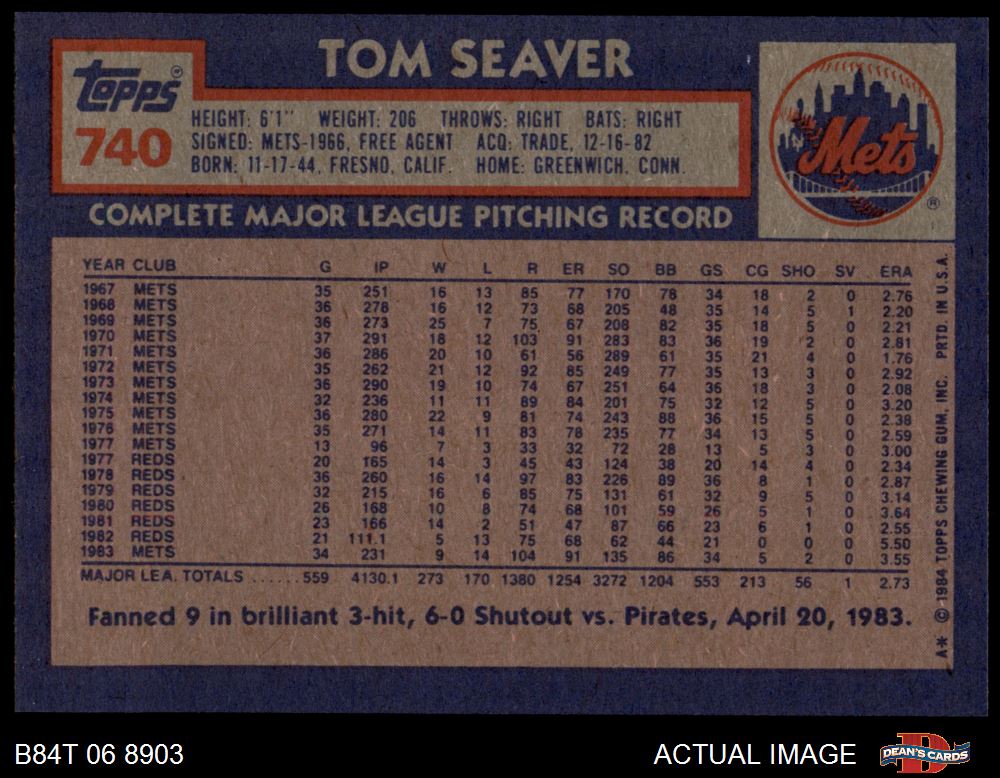 TOM SEAVER
Topps®
740
HEIGHT: 6'1" WEIGHT: 206 THROWS: RIGHT BATS: RIGHT
SIGNED: METS-1966, FREE AGENT ACQ: TRADE, 12-16-82
BORN: 11-17-44, FRESNO, CALIF. HOME: GREENWICH, CONN.
Mets
®
COMPLETE MAJOR LEAGUE PITCHING RECORD
YEAR CLUB G IP W L R ER SO BB GS CG SHO SV ERA
1967 METS 35 251 16 13 85 77 170 78 34 18 2 0 2.76
1968 METS 36 278 16 12 73 68 205 48 35 14 5 1 2.20
1969 METS 36 273 25 7 75 67 208 82 35 18 5 0 2.21
1970 METS 37 291 18 12 103 91 283 83 36 19 2 0 2.81
1971 METS 36 286 20 10 61 56 289 61 35 21 4 0 1.76
1972 METS 35 262 21 12 92 85 249 77 35 13 3 0 2.92
1973 METS 36 290 19 10 74 67 251 64 36 18 3 0 2.08
1974 METS 32 236 11 11 89 84 201 75 32 12 5 0 3.20
1975 METS 36 280 22 9 81 74 243 88 36 15 5 0 2.38
1976 METS 35 271 14 11 83 78 235 77 34 13 5 0 2.59
1977 METS 13 96 7 3 33 32 72 28 13 5 3 0 3.00
1977 REDS 20 165 14 3 45 43 124 38 20 14 4 0 2.34
1978 REDS 36 260 16 14 97 83 226 89 36 8 1 0 2.87
1979 REDS 32 215 16 6 85 75 131 61 32 9 5 0 3.14
1980 REDS 26 168 10 8 74 68 101 59 26 5 1 0 3.64
1981 REDS 23 166 14 2 51 47 87 66 23 6 1 0 2.55
1982 REDS 21 111.1 5 13 75 68 62 44 21 0 0 0 5.50
1983 METS 34 231 9 14 104 91 135 86 34 5 2 0 3.55
MAJOR LEA. TOTALS ...... 559 4130.1 273 170 1380 1254 3272 1204 553 213 56 1 2.73
Fanned 9 in brilliant 3-hit, 6-0 Shutout vs. Pirates, April 20, 1983.
A* © 1984 TOPPS CHEWING GUM, INC. PRTD. IN U.S.A.
B84T 06 8903
ACTUAL IMAGE
DEAN'S CARDS